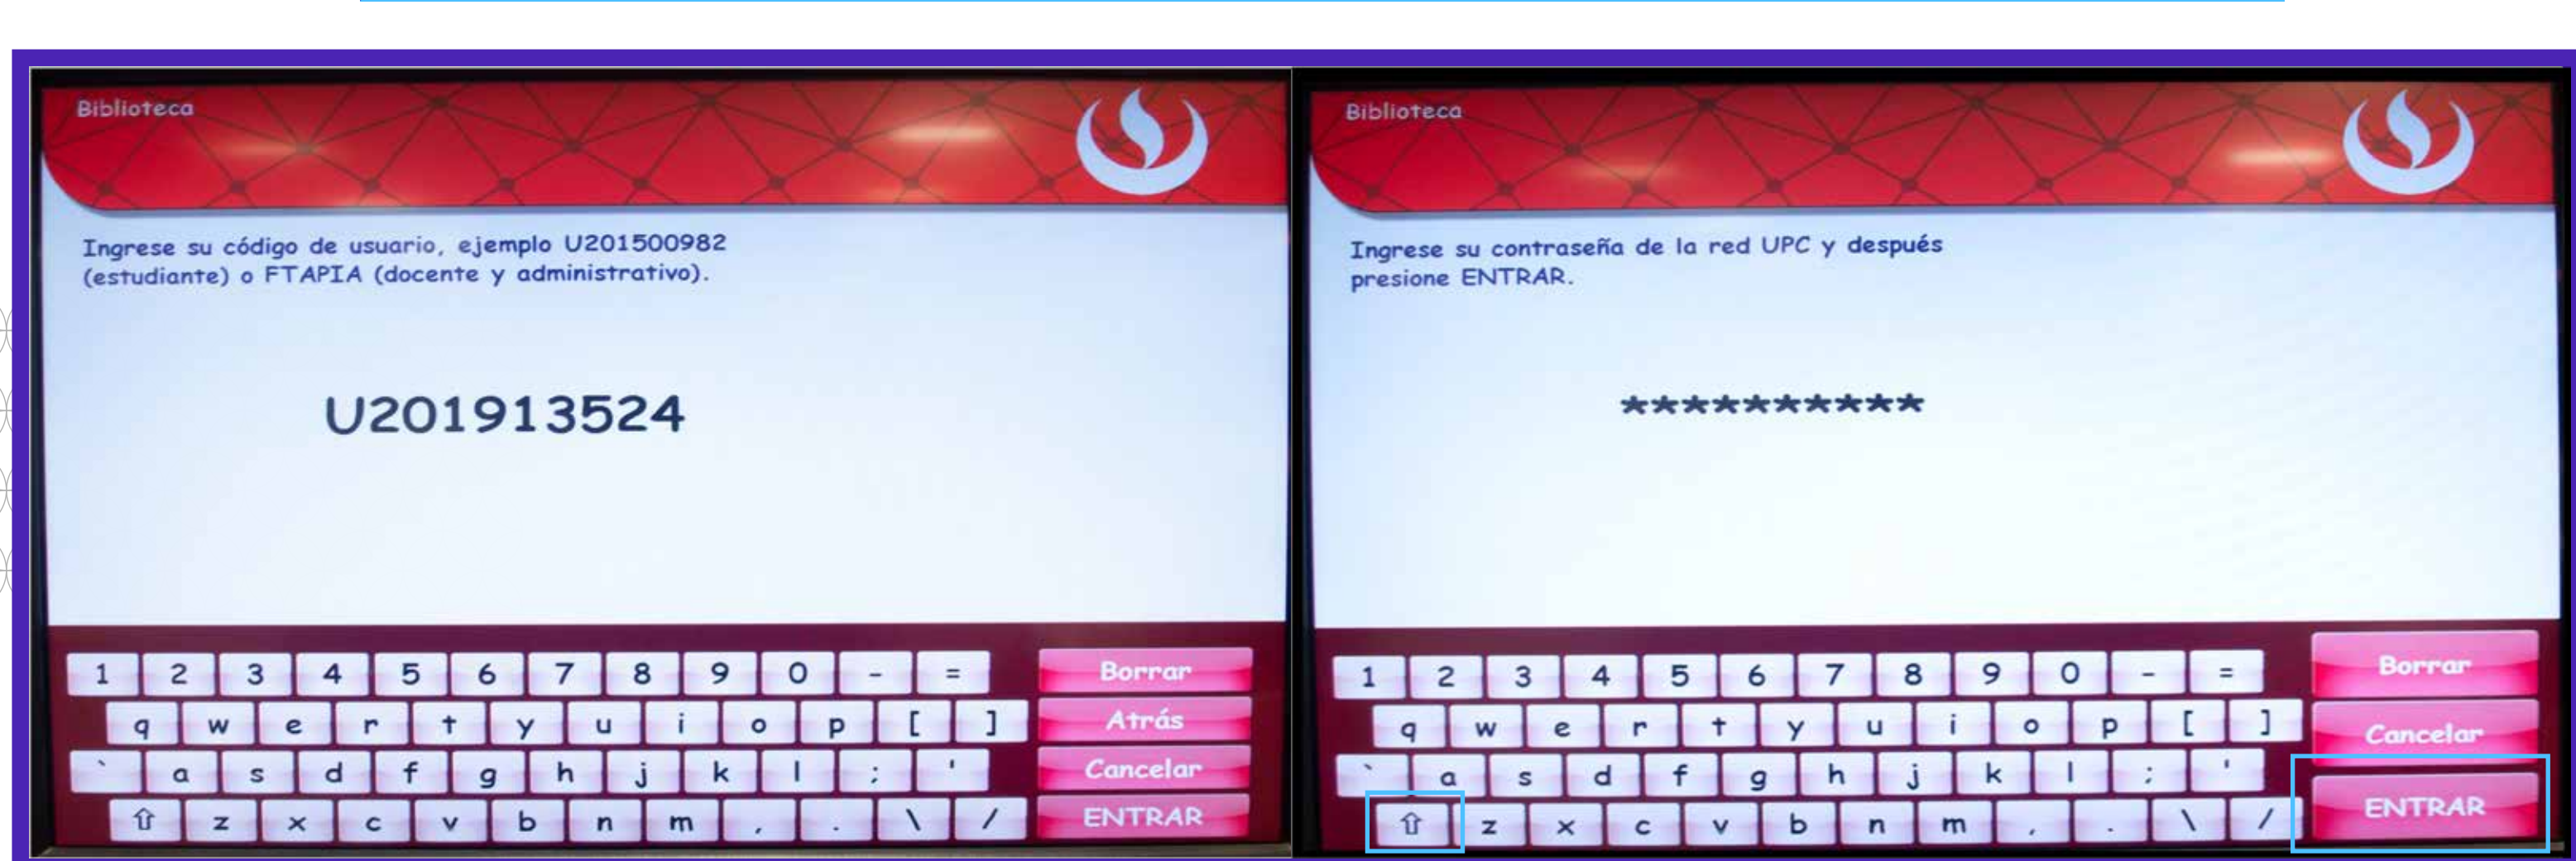 Biblioteca
Ingrese su código de usuario, ejemplo U201500982
(estudiante) o FTAPIA (docente y administrativo).
U201913524
1 2 3 4 5 6 7 8 9 0 - = Borrar
q w e r t y u i o p [ ] Atrás
` a s d f g h j k l ; ' Cancelar
⇧ z x c v b n m , . \ / ENTRAR
Biblioteca
Ingrese su contraseña de la red UPC y después
presione ENTRAR.
**********
1 2 3 4 5 6 7 8 9 0 - = Borrar
q w e r t y u i o p [ ] Cancelar
` a s d f g h j k l ; '
⇧ z x c v b n m , . \ / ENTRAR